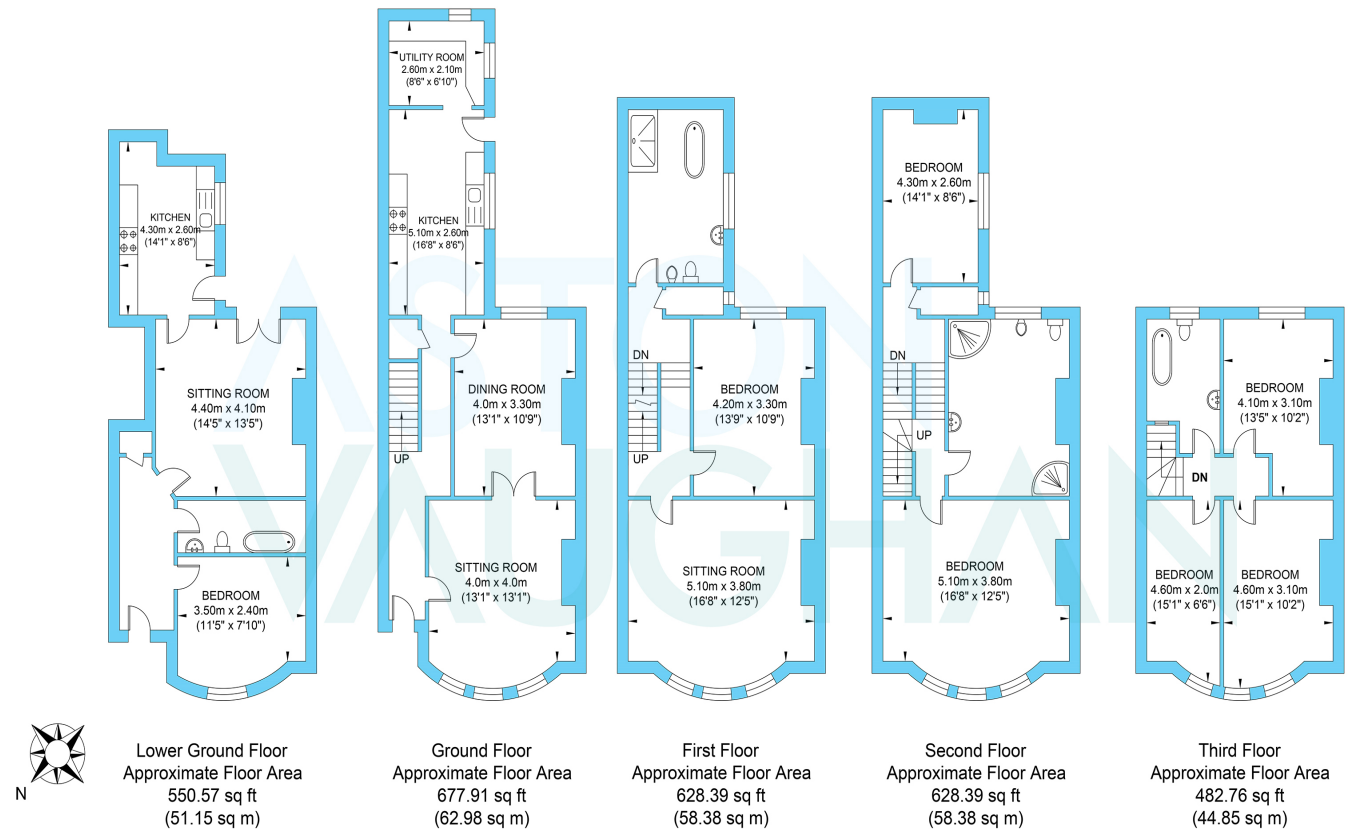 UTILITY ROOM
2.60m x 2.10m
(8'6" x 6'10")
KITCHEN
4.30m x 2.60m
(14'1" x 8'6")
KITCHEN
5.10m x 2.60m
(16'8" x 8'6")
BEDROOM
4.30m x 2.60m
(14'1" x 8'6")
ASTON
VAUGHAN
SITTING ROOM
4.40m x 4.10m
(14'5" x 13'5")
DINING ROOM
4.0m x 3.30m
(13'1" x 10'9")
UP
DN
UP
BEDROOM
4.20m x 3.30m
(13'9" x 10'9")
DN
UP
BEDROOM
4.10m x 3.10m
(13'5" x 10'2")
DN
BEDROOM
3.50m x 2.40m
(11'5" x 7'10")
SITTING ROOM
4.0m x 4.0m
(13'1" x 13'1")
SITTING ROOM
5.10m x 3.80m
(16'8" x 12'5")
BEDROOM
5.10m x 3.80m
(16'8" x 12'5")
BEDROOM
4.60m x 2.0m
(15'1" x 6'6")
BEDROOM
4.60m x 3.10m
(15'1" x 10'2")
N
Lower Ground Floor
Approximate Floor Area
550.57 sq ft
(51.15 sq m)
Ground Floor
Approximate Floor Area
677.91 sq ft
(62.98 sq m)
First Floor
Approximate Floor Area
628.39 sq ft
(58.38 sq m)
Second Floor
Approximate Floor Area
628.39 sq ft
(58.38 sq m)
Third Floor
Approximate Floor Area
482.76 sq ft
(44.85 sq m)